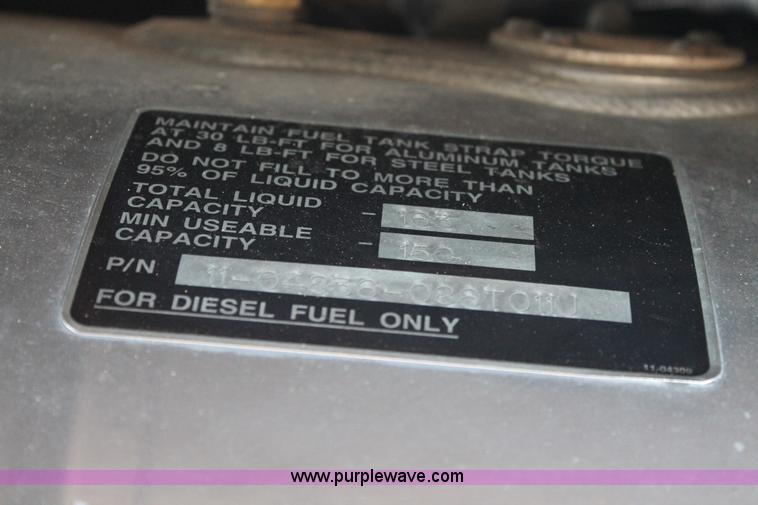 MAINTAIN FUEL TANK STRAP TORQUE
AT 30 LB-FT FOR ALUMINUM TANKS
AND 8 LB-FT FOR STEEL TANKS
DO NOT FILL TO MORE THAN
95% OF LIQUID CAPACITY
TOTAL LIQUID
CAPACITY -
MIN USEABLE
CAPACITY - 150
P/N
FOR DIESEL FUEL ONLY
11-04300
www.purplewave.com